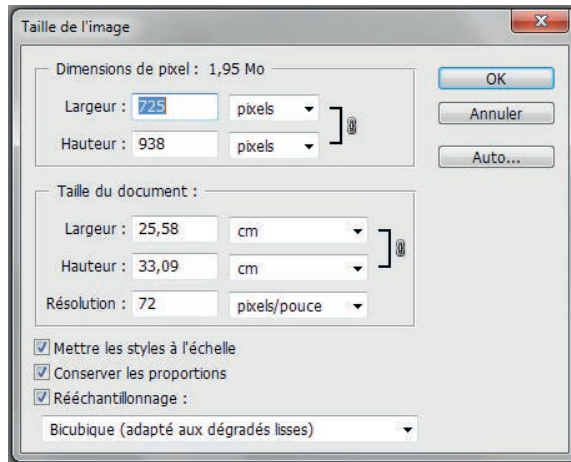 Taille de l'image
Dimensions de pixel : 1,95 Mo
Largeur : 725 pixels
Hauteur : 938 pixels
OK
Annuler
Auto...
Taille du document :
Largeur : 25,58 cm
Hauteur : 33,09 cm
Résolution : 72 pixels/pouce
Mettre les styles à l'échelle
Conserver les proportions
Rééchantillonnage :
Bicubique (adapté aux dégradés lisses)